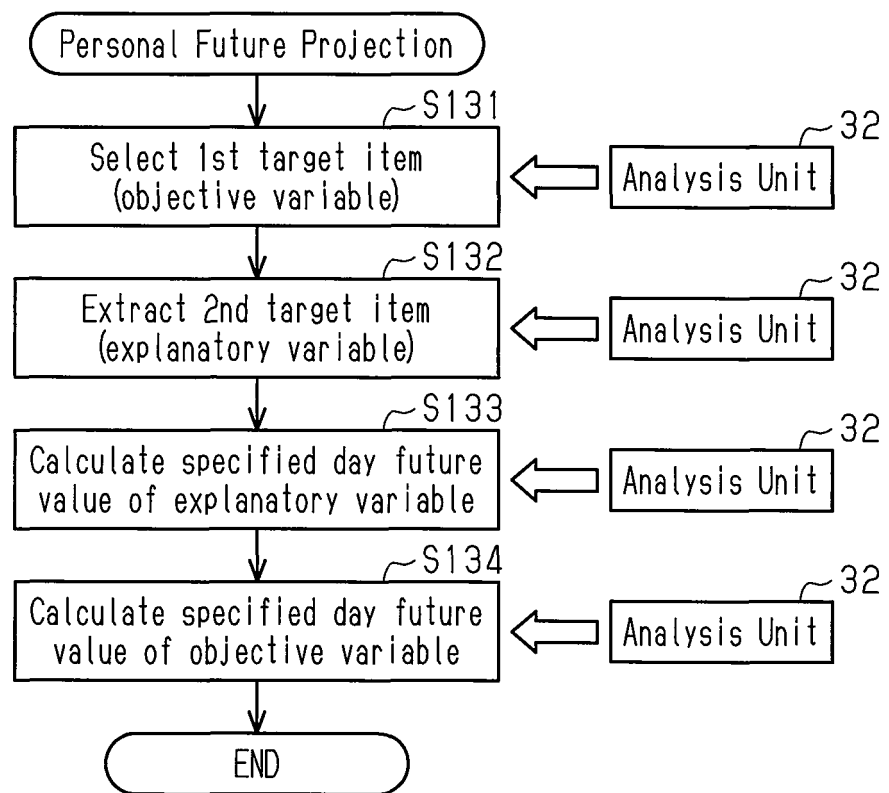 Personal Future Projection
S131
32
Select 1st target item
(objective variable)
Analysis Unit
S132
32
Extract 2nd target item
(explanatory variable)
Analysis Unit
S133
32
Calculate specified day future
value of explanatory variable
Analysis Unit
S134
32
Calculate specified day future
value of objective variable
Analysis Unit
END